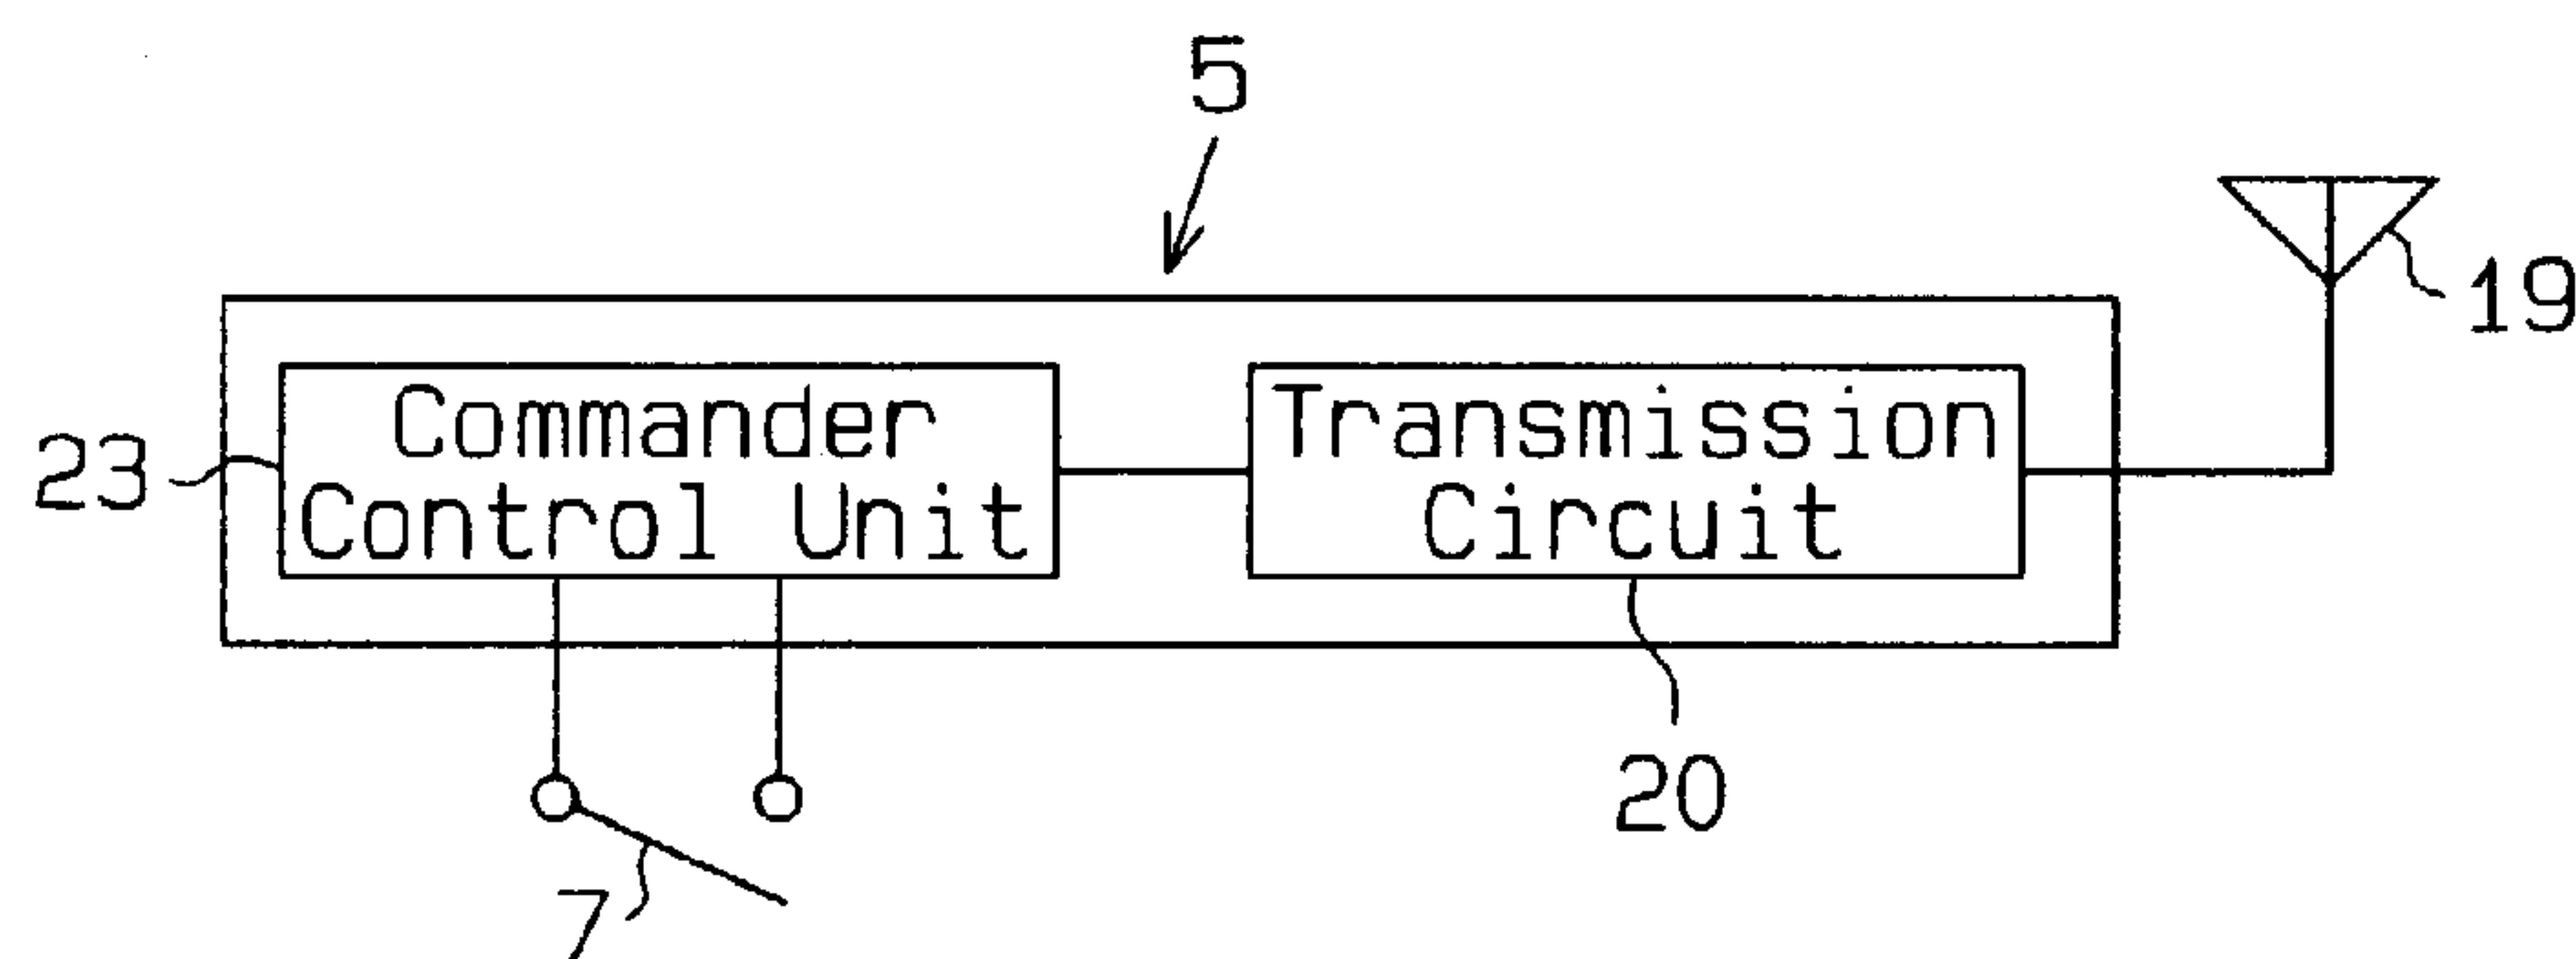 5
19
Commander
Control Unit
Transmission
Circuit
23
20
7